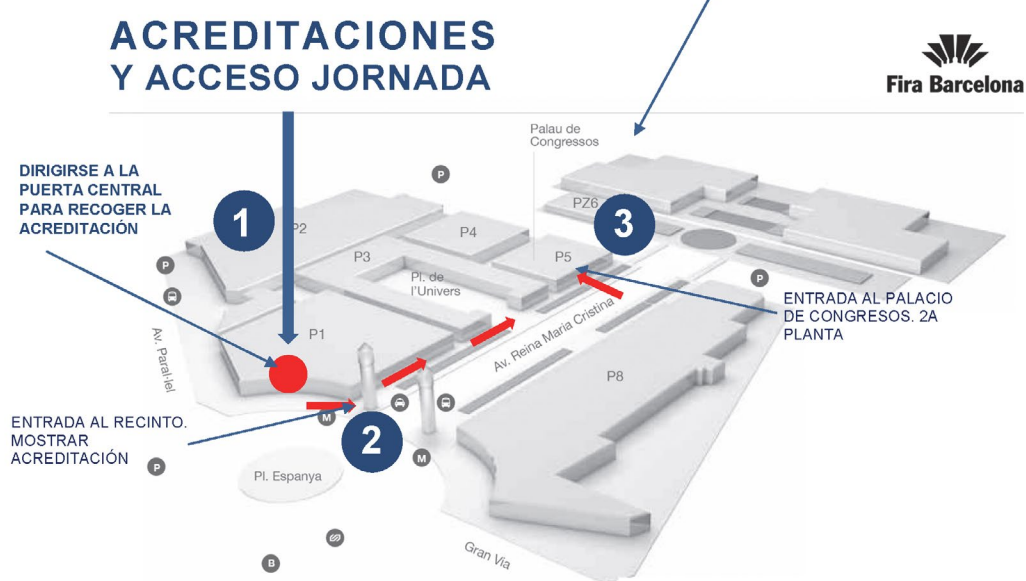 ACREDITACIONES
Y ACCESO JORNADA
Fira Barcelona
DIRIGIRSE A LA
PUERTA CENTRAL
PARA RECOGER LA
ACREDITACIÓN
1
P
Palau de
Congressos
P2
P3
P4
PZ6
3
P5
P
Pl. de
l'Univers
P
ENTRADA AL PALACIO
DE CONGRESOS. 2A
PLANTA
Av. Paral·lel
P1
Av. Reina Maria Cristina
P8
ENTRADA AL RECINTO.
MOSTRAR
ACREDITACIÓN
M
2
M
P
Pl. Espanya
Gran Via
B